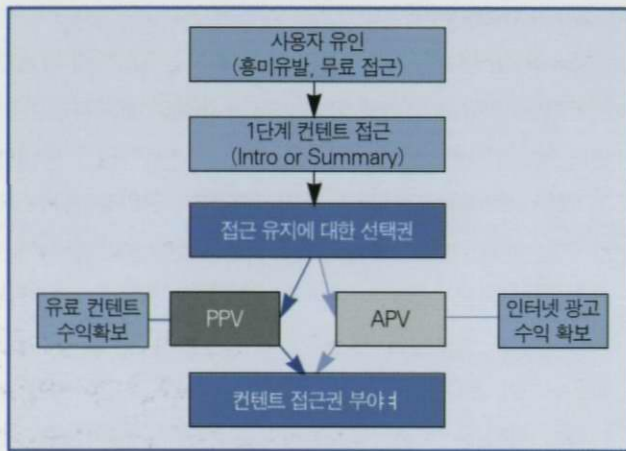 사용자 유인
(흥미유발, 무료 접근)
1단계 컨텐트 접근
(Intro or Summary)
접근 유지에 대한 선택권
유료 컨텐트
수익확보
PPV
APV
인터넷 광고
수익 확보
컨텐트 접근권 부야ㅕ